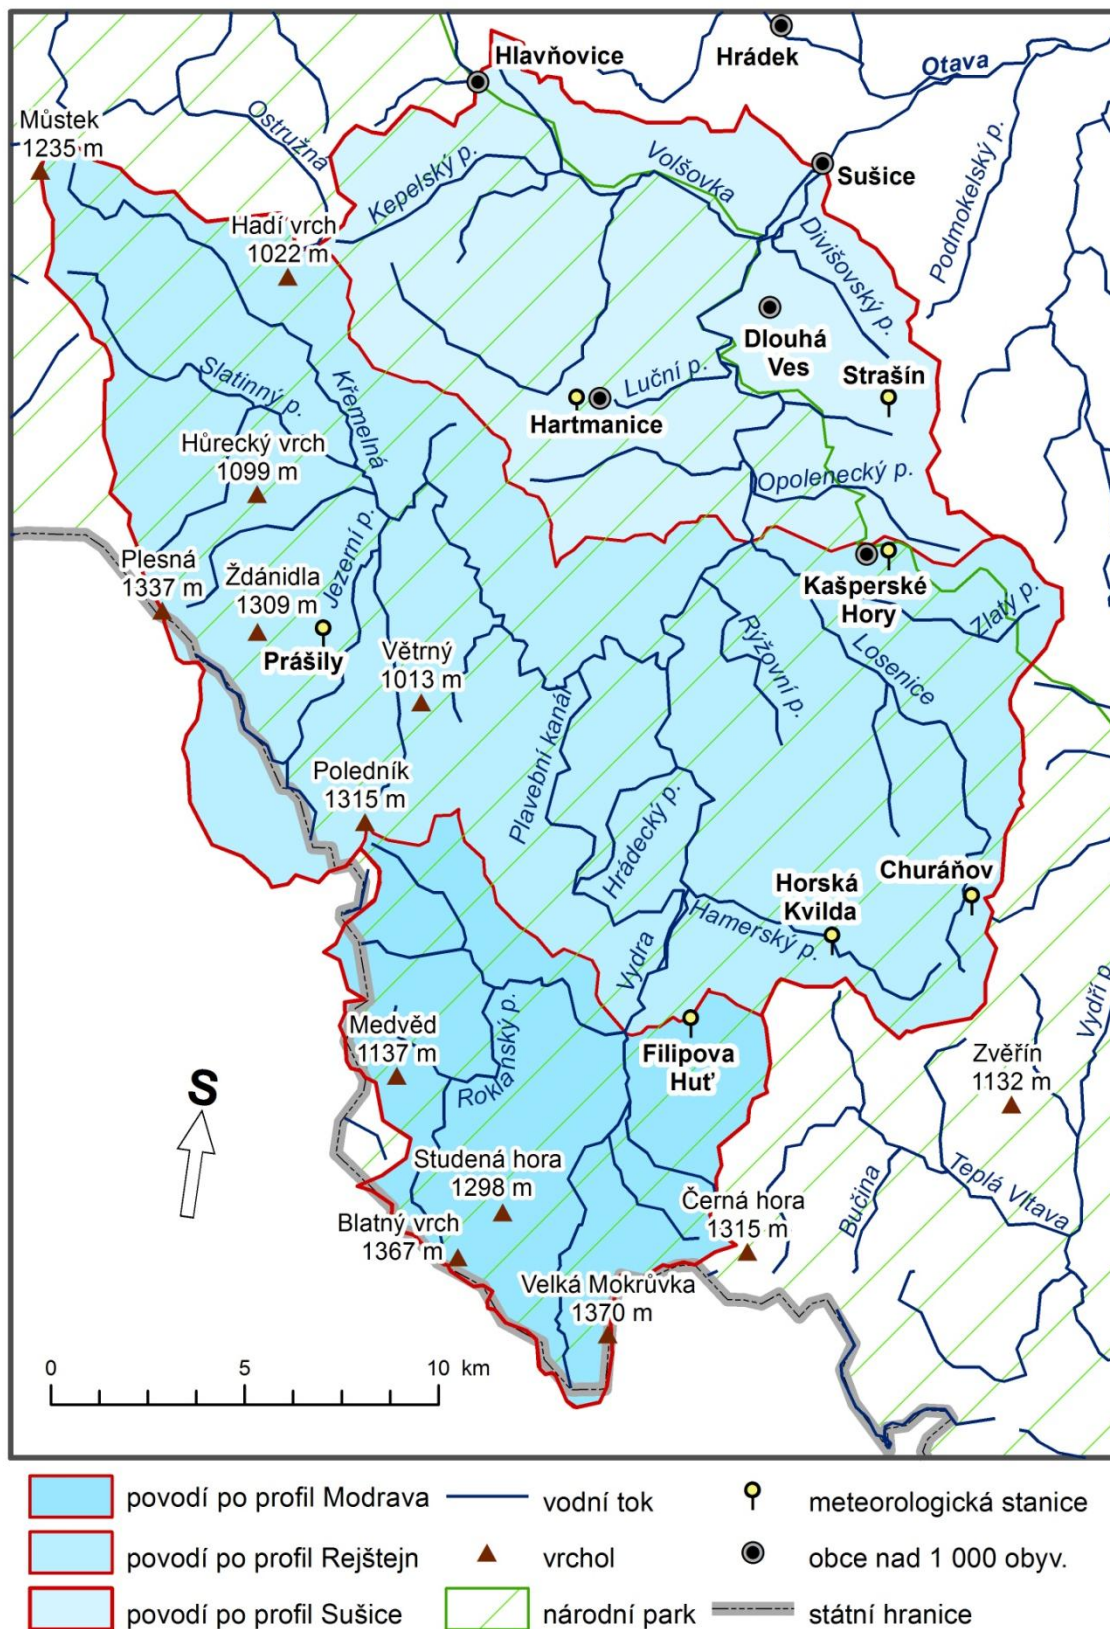 Hlavňovice
Hrádek
Otava
Můstek
1235 m
Ostružná
Kepelský p.
Volšovka
Sušice
Podmokelský p.
Hadí vrch
1022 m
Divišovský p.
Dlouhá
Ves
Slatinný p.
Křemelná
Luční p.
Strašín
Hartmanice
Hůrecký vrch
1099 m
Opolenecký p.
Plesná
1337 m
Ždánidla
1309 m
Jezerní p.
Prášily
Větrný
1013 m
Kašperské
Hory
Zlatý p.
Rýžovní p.
Losenice
Poledník
1315 m
Plavební kanál
Hrádecký p.
Churáňov
Horská
Kvilda
Hamerský p.
Vydra
Vydří p.
Filipova
Huť
Medvěd
1137 m
Roklanský p.
Zvěřín
1132 m
S
Studená hora
1298 m
Černá hora
1315 m
Bučina
Teplá Vltava
Blatný vrch
1367 m
Velká Mokrůvka
1370 m
0 5 10 km
povodí po profil Modrava
vodní tok
meteorologická stanice
povodí po profil Rejštejn
vrchol
obce nad 1 000 obyv.
povodí po profil Sušice
národní park
státní hranice